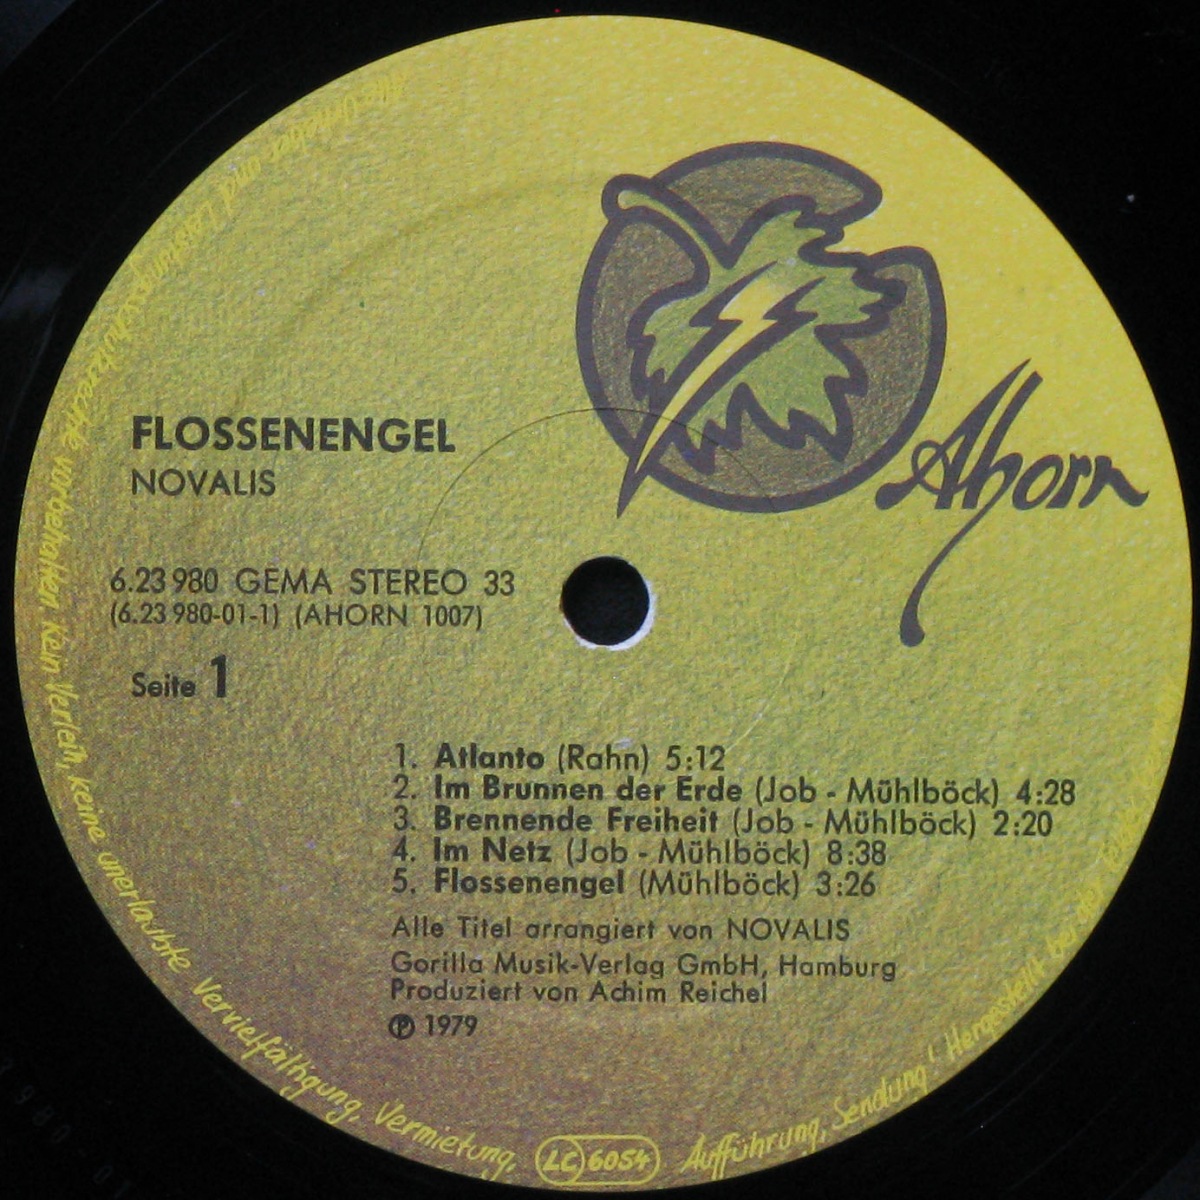 Ahorn
FLOSSENENGEL
NOVALIS
6.23 980 GEMA STEREO 33
(6.23 980-01-1) (AHORN 1007)
Seite 1
1. Atlanto (Rahn) 5:12
2. Im Brunnen der Erde (Job - Mühlböck) 4:28
3. Brennende Freiheit (Job - Mühlböck) 2:20
4. Im Netz (Job - Mühlböck) 8:38
5. Flossenengel (Mühlböck) 3:26
Alle Titel arrangiert von NOVALIS
Gorilla Musik-Verlag GmbH, Hamburg
Produziert von Achim Reichel
℗ 1979
Alle Urheber und Leistungsschutzrechte vorbehalten. Kein Verleih, keine unerlaubte Vervielfältigung, Vermietung, Aufführung, Sendung! Hergestellt bei der
LC 6054